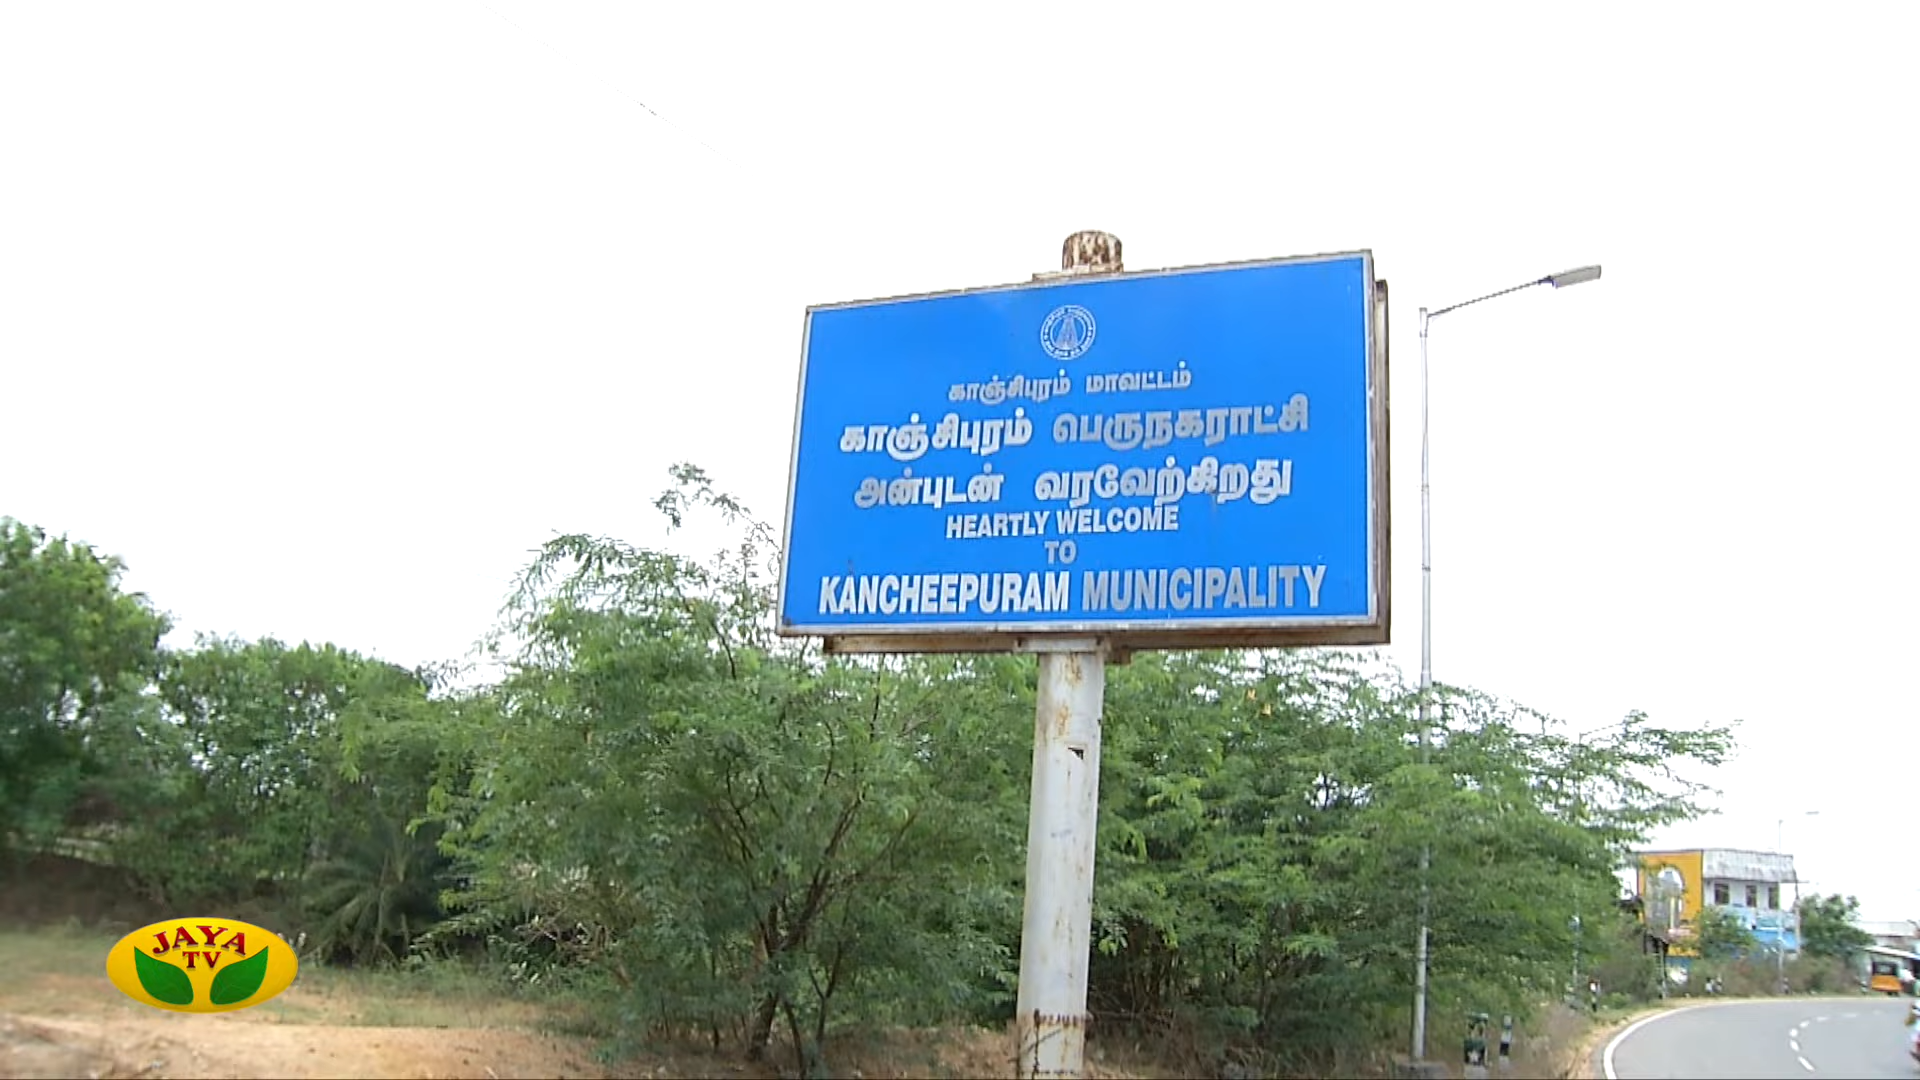 காஞ்சிபுரம் மாவட்டம்
காஞ்சிபுரம் பெருநகராட்சி
அன்புடன் வரவேற்கிறது
HEARTLY WELCOME
TO
KANCHEEPURAM MUNICIPALITY
JAYA
TV